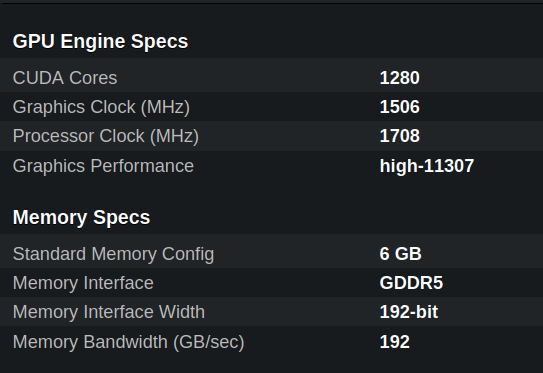 GPU Engine Specs
CUDA Cores 1280
Graphics Clock (MHz) 1506
Processor Clock (MHz) 1708
Graphics Performance high-11307
Memory Specs
Standard Memory Config 6 GB
Memory Interface GDDR5
Memory Interface Width 192-bit
Memory Bandwidth (GB/sec) 192